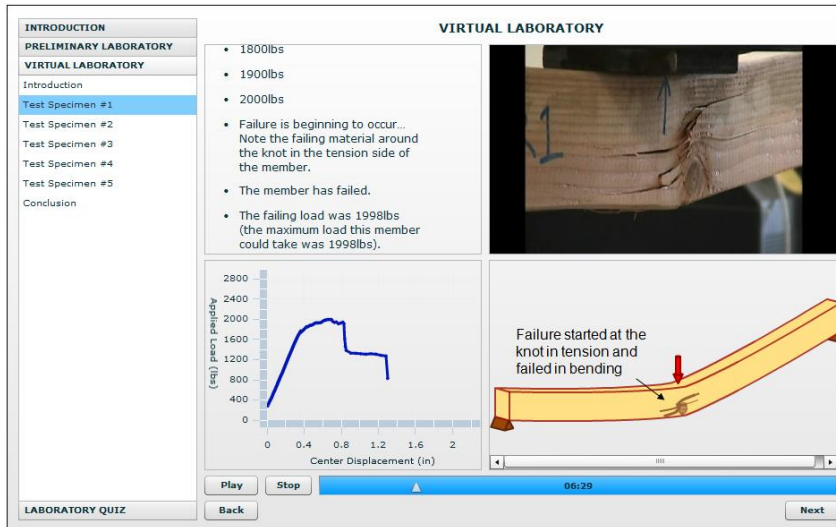 VIRTUAL LABORATORY
INTRODUCTION
PRELIMINARY LABORATORY
VIRTUAL LABORATORY
Introduction
Test Specimen #1
Test Specimen #2
Test Specimen #3
Test Specimen #4
Test Specimen #5
Conclusion
LABORATORY QUIZ
• 1800lbs
• 1900lbs
• 2000lbs
• Failure is beginning to occur...
Note the failing material around
the knot in the tension side of
the member.
• The member has failed.
• The failing load was 1998lbs
(the maximum load this member
could take was 1998lbs).
Applied Load (lbs)
2800
2400
2000
1600
1200
800
400
0
0 0.4 0.8 1.2 1.6 2
Center Displacement (in)
Failure started at the
knot in tension and
failed in bending
Play
Stop
06:29
Back
Next